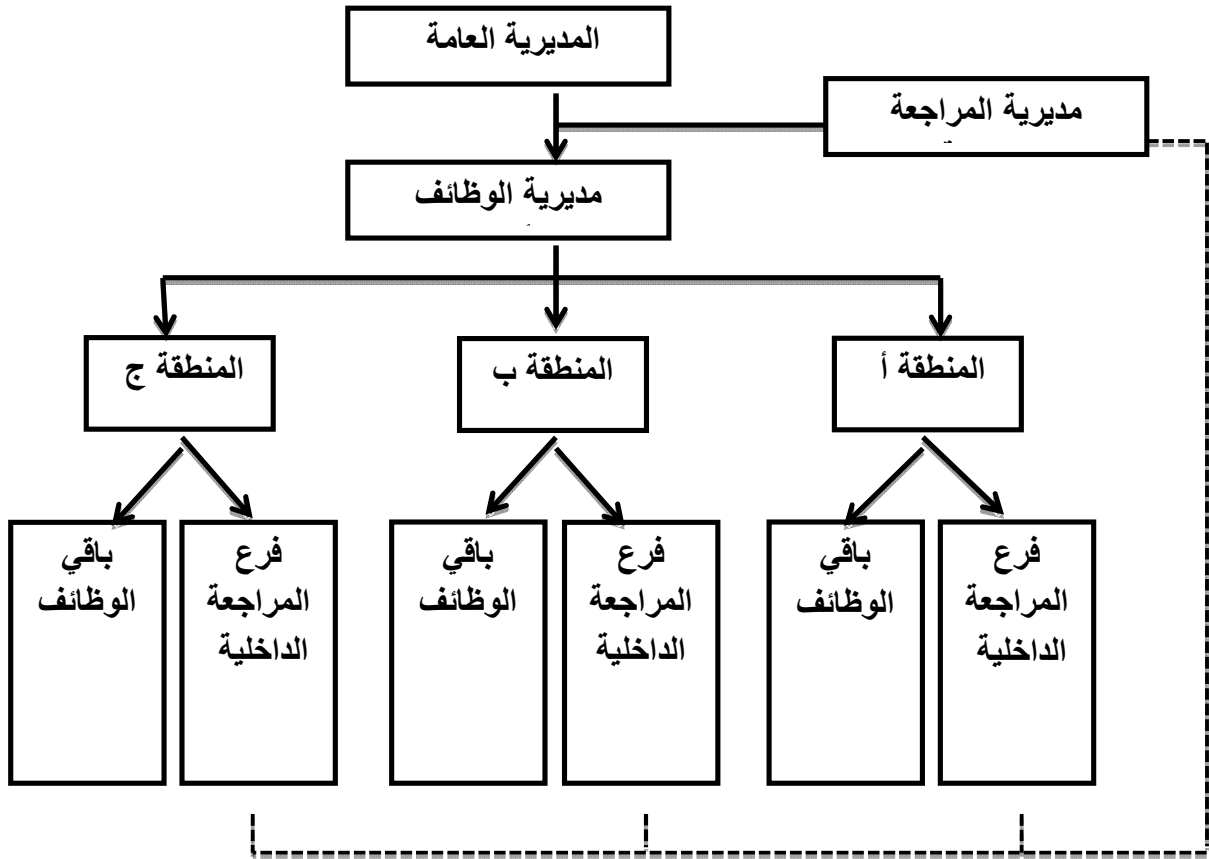 المديرية العامة
مديرية المراجعة
مديرية الوظائف
المنطقة أ
المنطقة ب
المنطقة ج
فرع
المراجعة
الداخلية
باقي
الوظائف
فرع
المراجعة
الداخلية
باقي
الوظائف
فرع
المراجعة
الداخلية
باقي
الوظائف